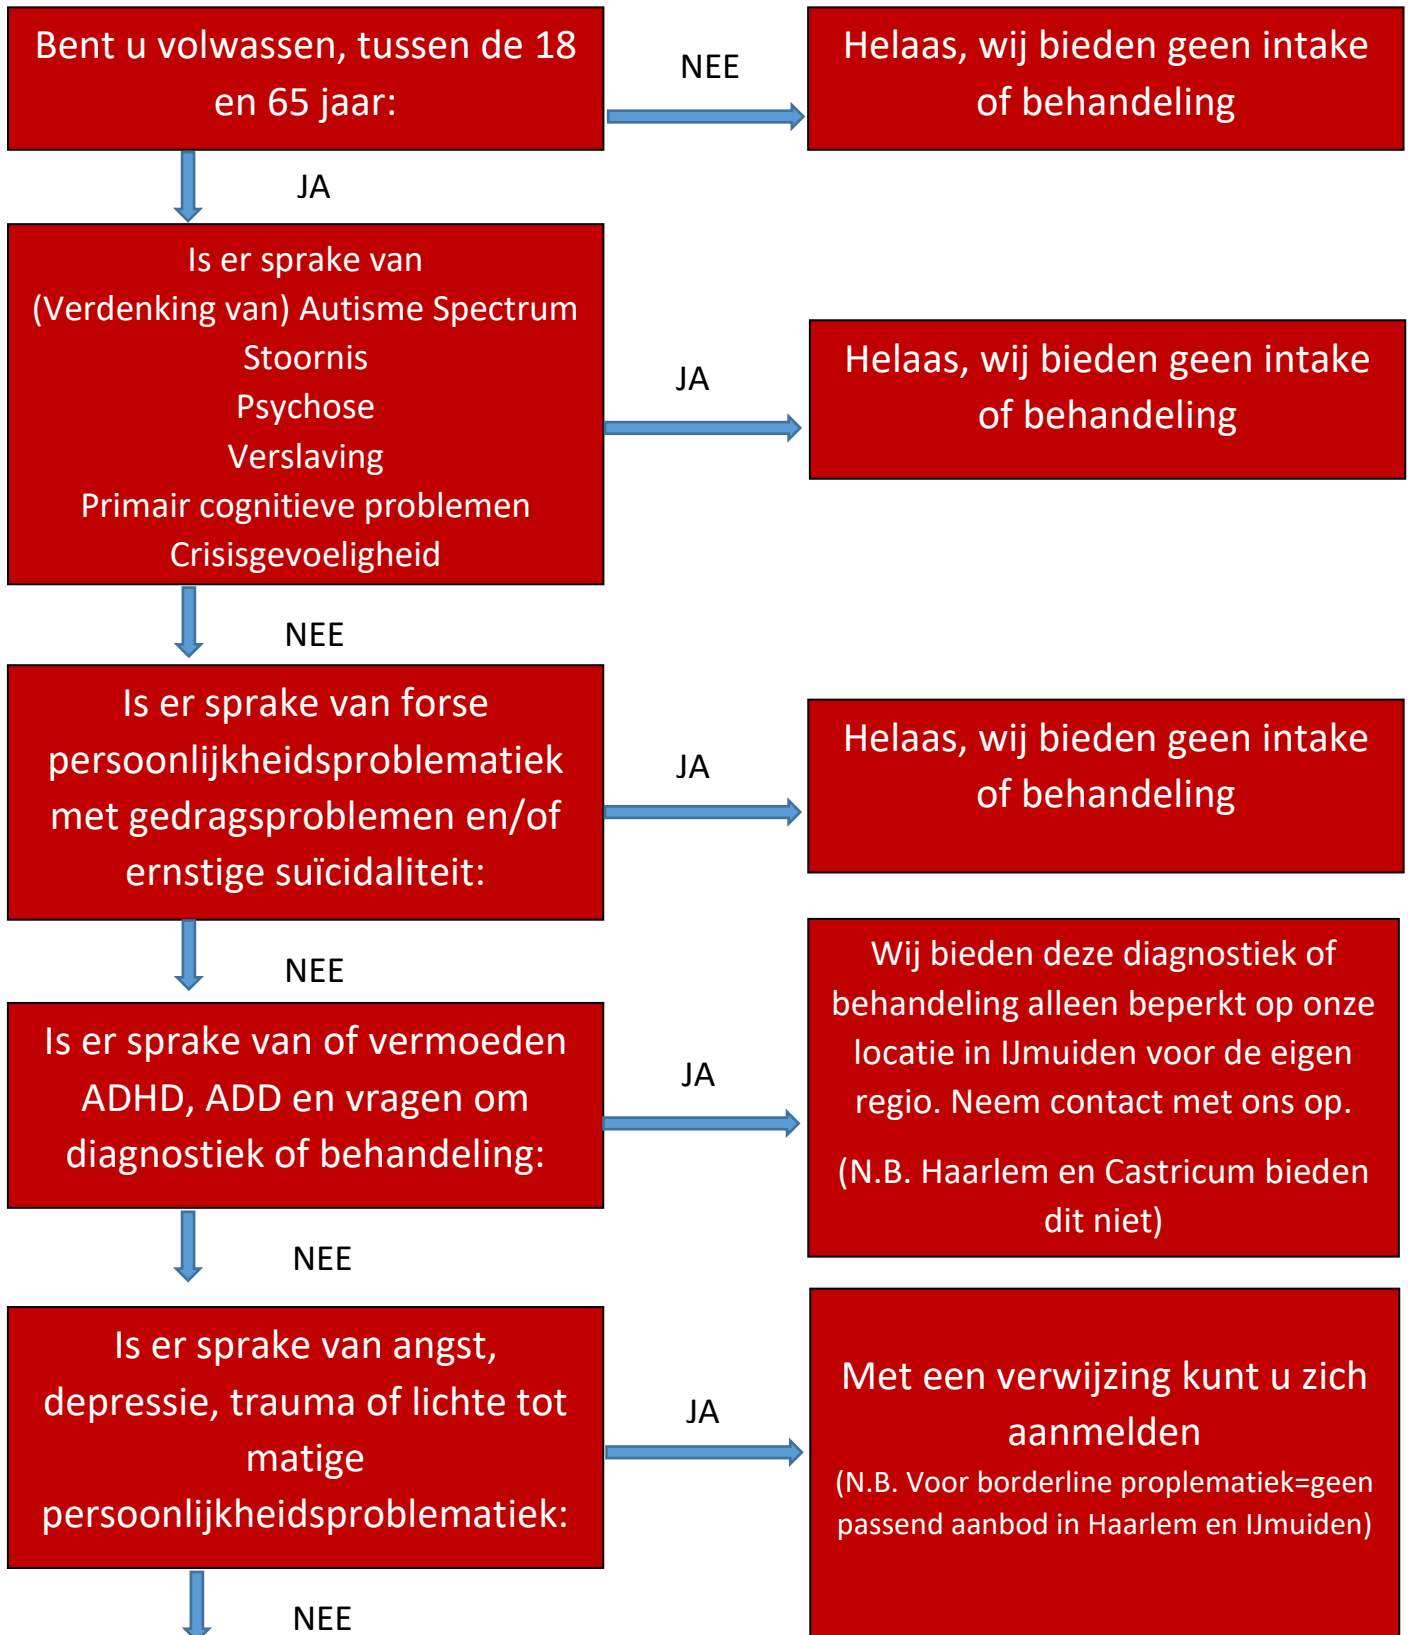 Bent u volwassen, tussen de 18
en 65 jaar:
NEE
Helaas, wij bieden geen intake
of behandeling
JA
Is er sprake van
(Verdenking van) Autisme Spectrum
Stoornis
Psychose
Verslaving
Primair cognitieve problemen
Crisisgevoeligheid
JA
Helaas, wij bieden geen intake
of behandeling
NEE
Is er sprake van forse
persoonlijkheidsproblematiek
met gedragsproblemen en/of
ernstige suïcidaliteit:
JA
Helaas, wij bieden geen intake
of behandeling
NEE
Is er sprake van of vermoeden
ADHD, ADD en vragen om
diagnostiek of behandeling:
JA
Wij bieden deze diagnostiek of
behandeling alleen beperkt op onze
locatie in IJmuiden voor de eigen
regio. Neem contact met ons op.
(N.B. Haarlem en Castricum bieden
dit niet)
NEE
Is er sprake van angst,
depressie, trauma of lichte tot
matige
persoonlijkheidsproblematiek:
JA
Met een verwijzing kunt u zich
aanmelden
(N.B. Voor borderline proplematiek=geen
passend aanbod in Haarlem en IJmuiden)
NEE